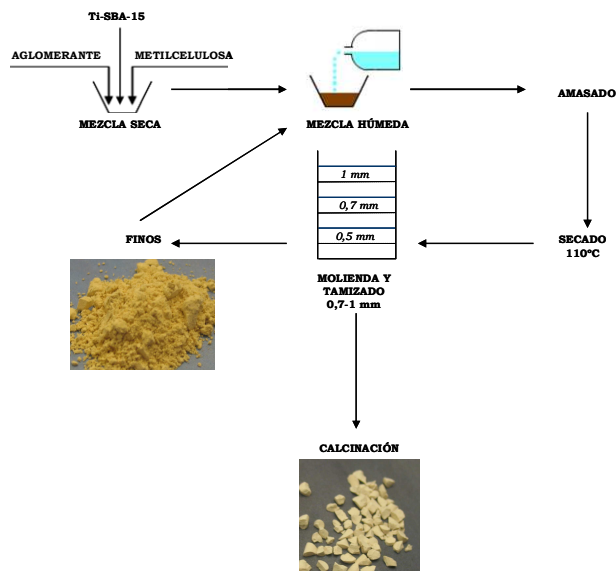 Ti-SBA-15
AGLOMERANTE
METILCELULOSA
MEZCLA SECA
MEZCLA HÚMEDA
AMASADO
1 mm
0,7 mm
0,5 mm
FINOS
SECADO
110ºC
MOLIENDA Y
TAMIZADO
0,7-1 mm
CALCINACIÓN